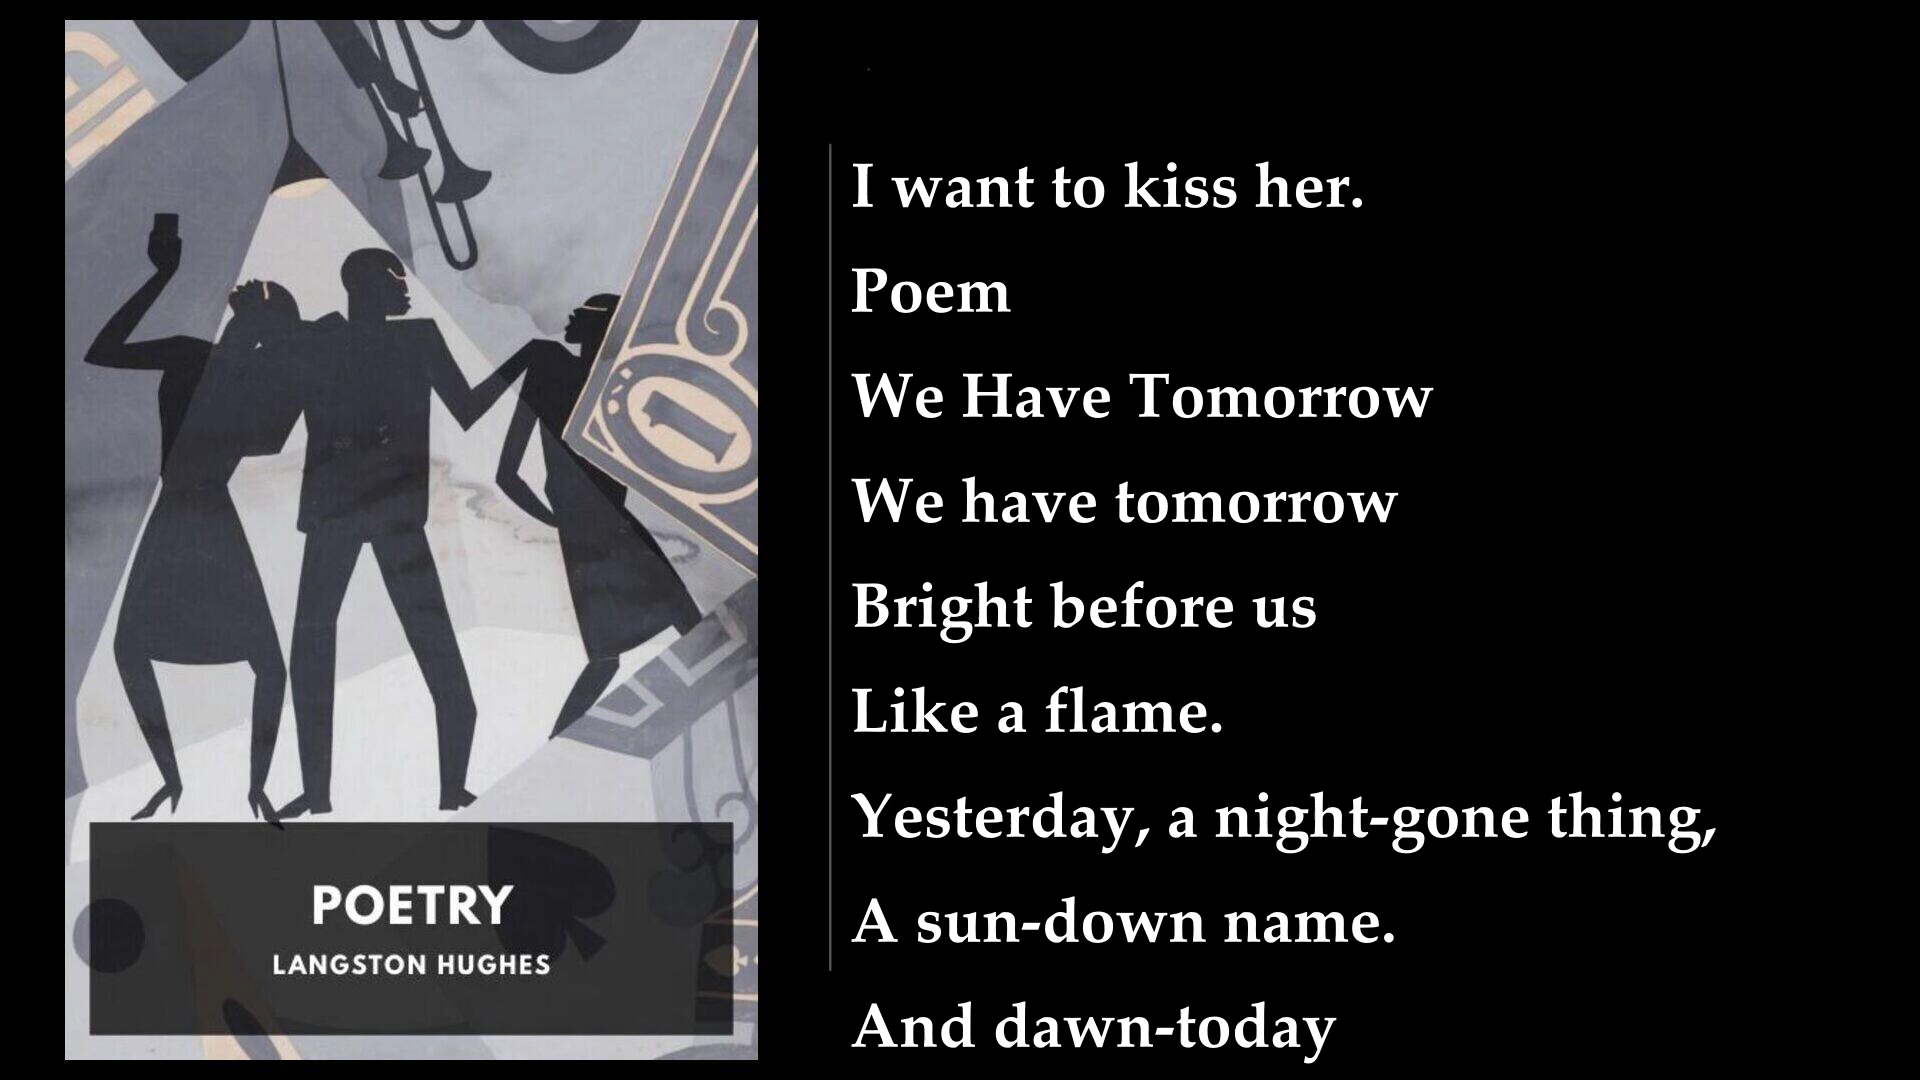 POETRY
LANGSTON HUGHES
I want to kiss her.
Poem
We Have Tomorrow
We have tomorrow
Bright before us
Like a flame.
Yesterday, a night-gone thing,
A sun-down name.
And dawn-today